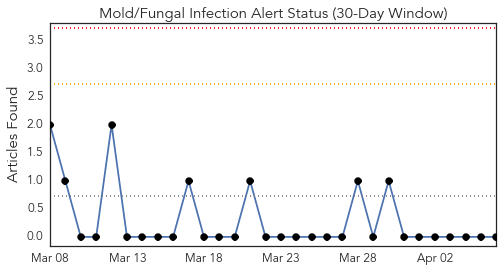 Mold/Fungal Infection Alert Status (30-Day Window)
Articles Found
3.5
3.0
2.5
2.0
1.5
1.0
0.5
0.0
Mar 08 Mar 13 Mar 18 Mar 23 Mar 28 Apr 02